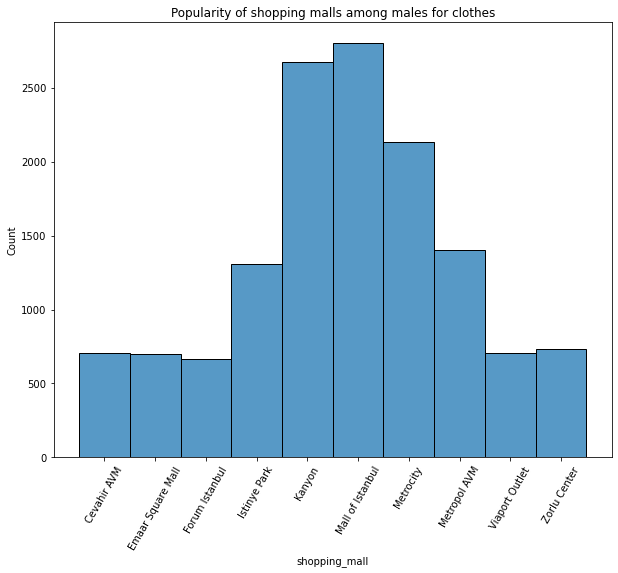 Popularity of shopping malls among males for clothes
Count
2500
2000
1500
1000
500
0
Cevahir AVM
Emaar Square Mall
Forum Istanbul
Istinye Park
Kanyon
Mall of Istanbul
Metrocity
Metropol AVM
Viaport Outlet
Zorlu Center
shopping_mall